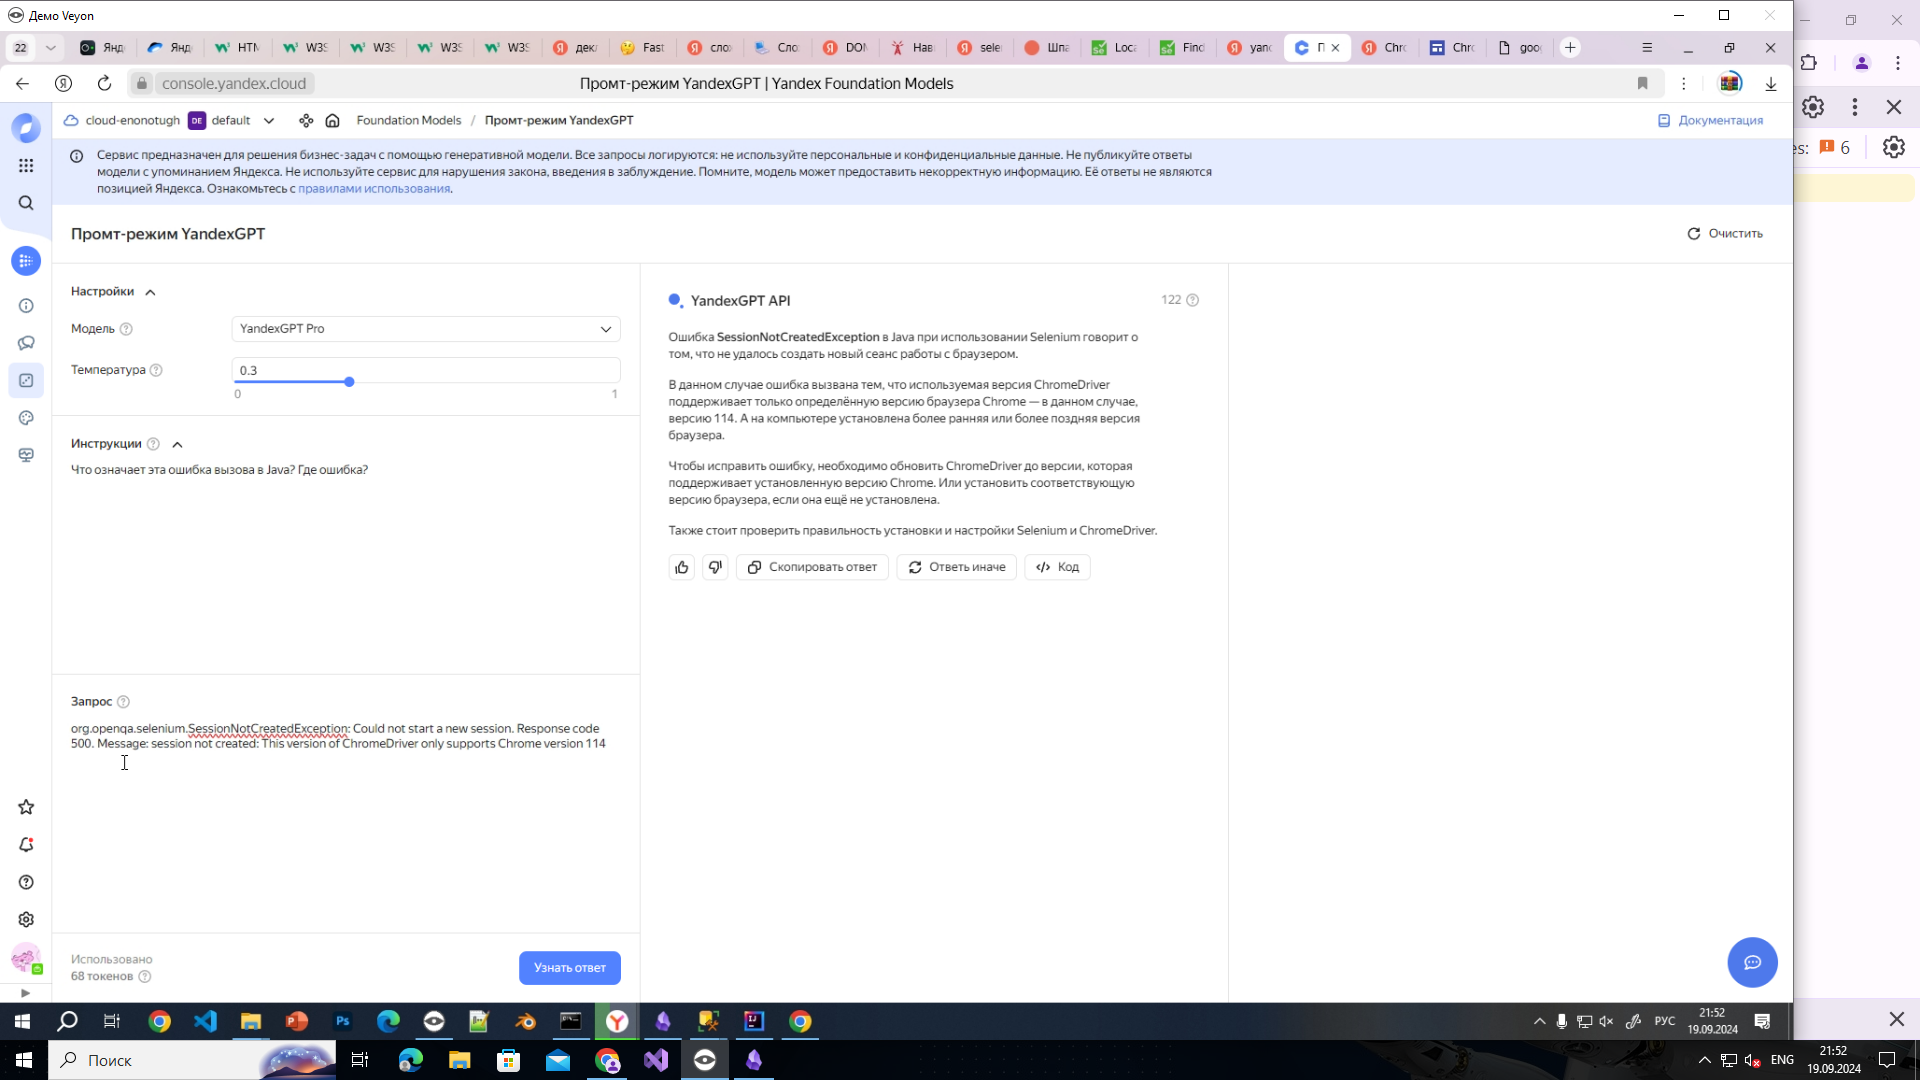 Демо Veyon
22
Янд
Янд
HTM
W3S
W3S
W3S
W3S
дек
Fast
сло
Сло
DOM
Нав
sele
Шпа
Loca
Find
yand
П
Chr
Chro
goo
console.yandex.cloud
Промт-режим YandexGPT | Yandex Foundation Models
cloud-enonotugh
DE
default
Foundation Models / Промт-режим YandexGPT
Документация
es: 6
Сервис предназначен для решения бизнес-задач с помощью генеративной модели. Все запросы логируются: не используйте персональные и конфиденциальные данные. Не публикуйте ответы
модели с упоминанием Яндекса. Не используйте сервис для нарушения закона, введения в заблуждение. Помните, модель может предоставить некорректную информацию. Её ответы не являются
позицией Яндекса. Ознакомьтесь с правилами использования.
Промт-режим YandexGPT
Очистить
Настройки
Модель
YandexGPT Pro
Температура
0.3
0
1
Инструкции
Что означает эта ошибка вызова в Java? Где ошибка?
Запрос
org.openqa.selenium.SessionNotCreatedException: Could not start a new session. Response code
500. Message: session not created: This version of ChromeDriver only supports Chrome version 114
Использовано
68 токенов
Узнать ответ
YandexGPT API
122
Ошибка SessionNotCreatedException в Java при использовании Selenium говорит о
том, что не удалось создать новый сеанс работы с браузером.
В данном случае ошибка вызвана тем, что используемая версия ChromeDriver
поддерживает только определённую версию браузера Chrome — в данном случае,
версию 114. А на компьютере установлена более ранняя или более поздняя версия
браузера.
Чтобы исправить ошибку, необходимо обновить ChromeDriver до версии, которая
поддерживает установленную версию Chrome. Или установить соответствующую
версию браузера, если она ещё не установлена.
Также стоит проверить правильность установки и настройки Selenium и ChromeDriver.
Скопировать ответ
Ответь иначе
Код
РУС
21:52
19.09.2024
Поиск
ENG
21:52
19.09.2024